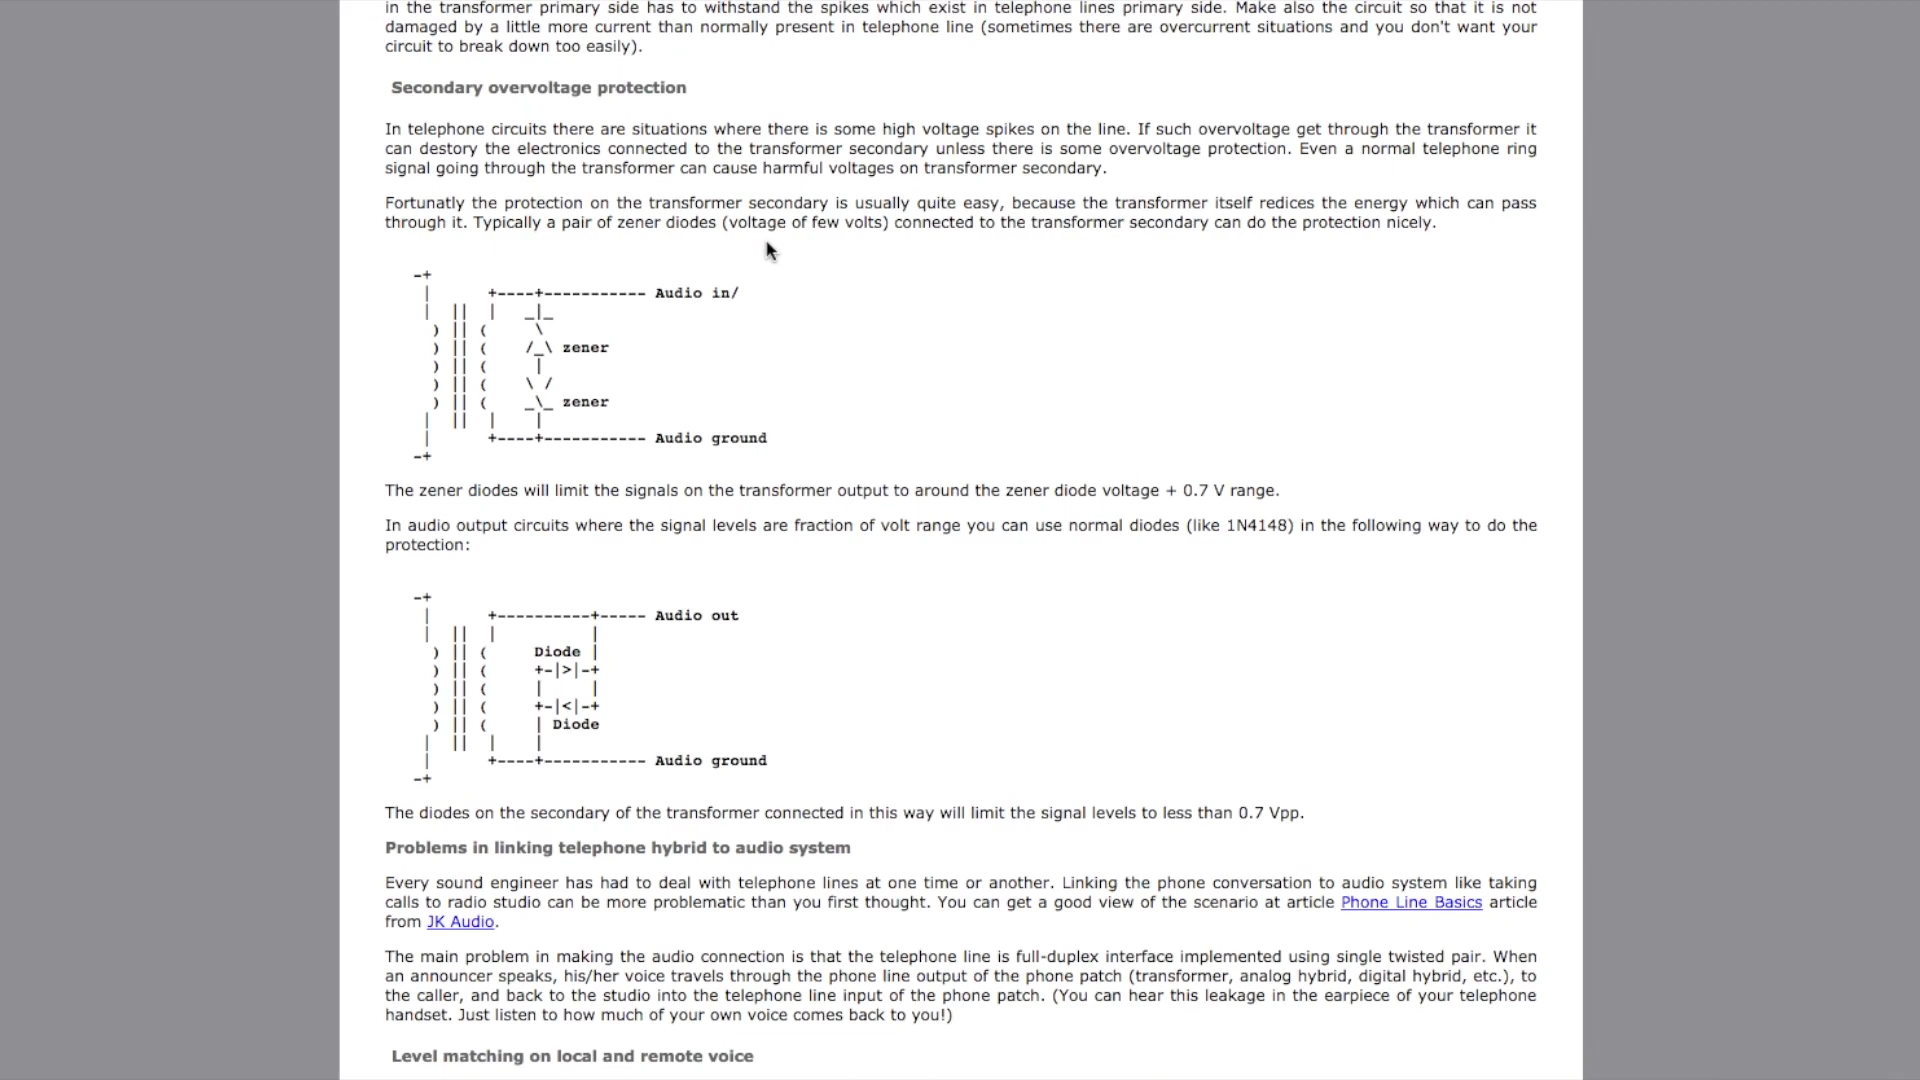 in the transformer primary side has to withstand the spikes which exist in telephone lines primary side. Make also the circuit so that it is not
damaged by a little more current than normally present in telephone line (sometimes there are overcurrent situations and you don't want your
circuit to break down too easily).
Secondary overvoltage protection
In telephone circuits there are situations where there is some high voltage spikes on the line. If such overvoltage get through the transformer it
can destory the electronics connected to the transformer secondary unless there is some overvoltage protection. Even a normal telephone ring
signal going through the transformer can cause harmful voltages on transformer secondary.
Fortunatly the protection on the transformer secondary is usually quite easy, because the transformer itself redices the energy which can pass
through it. Typically a pair of zener diodes (voltage of few volts) connected to the transformer secondary can do the protection nicely.
-+
|       +----+----------- Audio in/
|   ||  |   _|_
 )  || (     \
 )  || (    /_\ zener
 )  || (     |
 )  || (    \ /
 )  || (    _\_ zener
|   ||  |    |
|       +----+----------- Audio ground
-+
The zener diodes will limit the signals on the transformer output to around the zener diode voltage + 0.7 V range.
In audio output circuits where the signal levels are fraction of volt range you can use normal diodes (like 1N4148) in the following way to do the
protection:
-+
|       +----------+----- Audio out
|   ||  |          |
 )  || (     Diode |
 )  || (     +-|>|-+
 )  || (     |     |
 )  || (     +-|<|-+
 )  || (     | Diode
|   ||  |    |
|       +----+----------- Audio ground
-+
The diodes on the secondary of the transformer connected in this way will limit the signal levels to less than 0.7 Vpp.
Problems in linking telephone hybrid to audio system
Every sound engineer has had to deal with telephone lines at one time or another. Linking the phone conversation to audio system like taking
calls to radio studio can be more problematic than you first thought. You can get a good view of the scenario at article Phone Line Basics article
from JK Audio.
The main problem in making the audio connection is that the telephone line is full-duplex interface implemented using single twisted pair. When
an announcer speaks, his/her voice travels through the phone line output of the phone patch (transformer, analog hybrid, digital hybrid, etc.), to
the caller, and back to the studio into the telephone line input of the phone patch. (You can hear this leakage in the earpiece of your telephone
handset. Just listen to how much of your own voice comes back to you!)
Level matching on local and remote voice